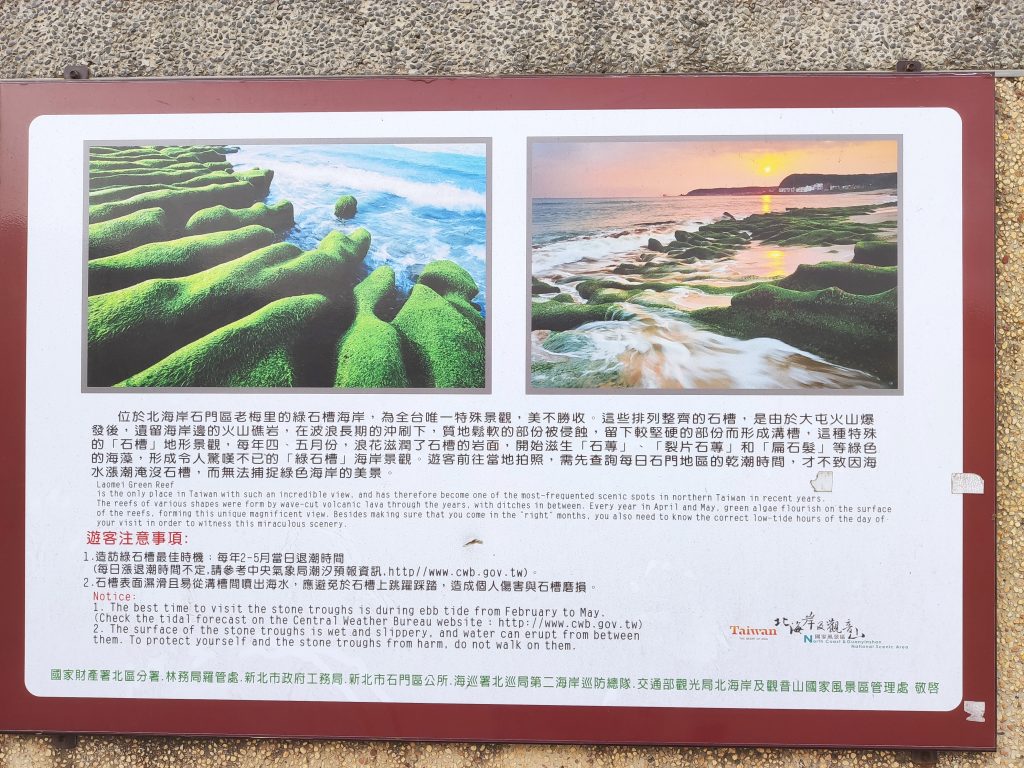 位於北海岸石門區老梅里的綠石槽海岸，為全台唯一特殊景觀，美不勝收。這些排列整齊的石槽，是由於大屯火山爆
發後，遺留海岸邊的火山礁岩，在波浪長期的沖刷下，質地鬆軟的部份被侵蝕，留下較堅硬的部份而形成溝槽，這種特殊
的「石槽」地形景觀，每年四、五月份，浪花滋潤了石槽的岩面，開始滋生「石蓴」、「裂片石蓴」和「扁石髮」等綠色
的海藻，形成令人驚嘆不已的「綠石槽」海岸景觀。遊客前往當地拍照，需先查詢每日石門地區的乾潮時間，才不致因海
水漲潮淹沒石槽，而無法捕捉綠色海岸的美景。
Laomei Green Reef
is the only place in Taiwan with such an incredible view, and has therefore become one of the most-frequented scenic spots in northern Taiwan in recent years.
The reefs of various shapes were form by wave-cut volcanic lava through the years, with ditches in between. Every year in April and May, green algae flourish on the surface
of the reefs, forming this unique magnificent view. Besides making sure that you come in the "right" months, you also need to know the correct low-tide hours of the day of
your visit in order to witness this miraculous scenery.
遊客注意事項:
1.造訪綠石槽最佳時機：每年2-5月當日退潮時間
(每日漲退潮時間不定,請參考中央氣象局潮汐預報資訊.http//www.cwb.gov.tw)。
2.石槽表面濕滑且易從溝槽間噴出海水，應避免於石槽上跳躍踩踏，造成個人傷害與石槽磨損。
Notice:
1. The best time to visit the stone troughs is during ebb tide from February to May.
(Check the tidal forecast on the Central Weather Bureau website : http://www.cwb.gov.tw)
2. The surface of the stone troughs is wet and slippery, and water can erupt from between
them. To protect yourself and the stone troughs from harm, do not walk on them.
Taiwan
THE HEART OF ASIA
北海岸及觀音山
國家風景區
North Coast & Guanyinshan
National Scenic Area
國家財產署北區分署.林務局羅管處.新北市政府工務局.新北市石門區公所.海巡署北巡局第二海岸巡防總隊.交通部觀光局北海岸及觀音山國家風景區管理處 敬啓